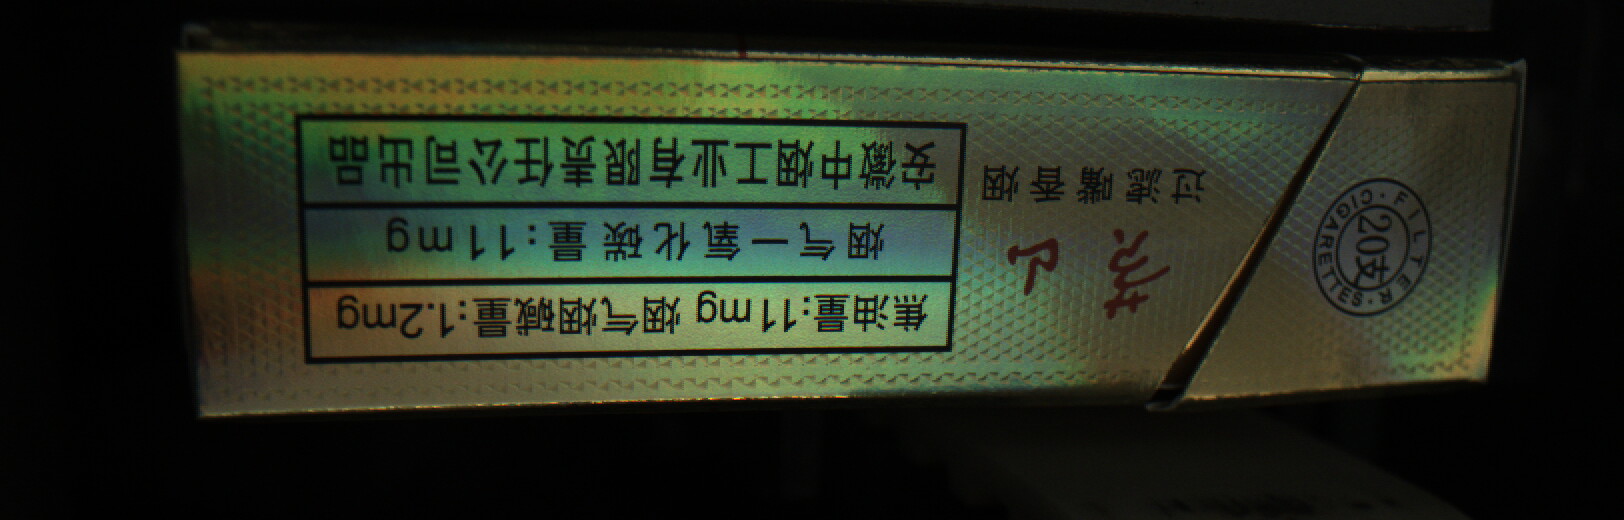 FILTER
CIGARETTES
20支
黄山
过滤嘴香烟
焦油量:11mg 烟气烟碱量:1.2mg
烟气一氧化碳量:11mg
安徽中烟工业有限责任公司出品